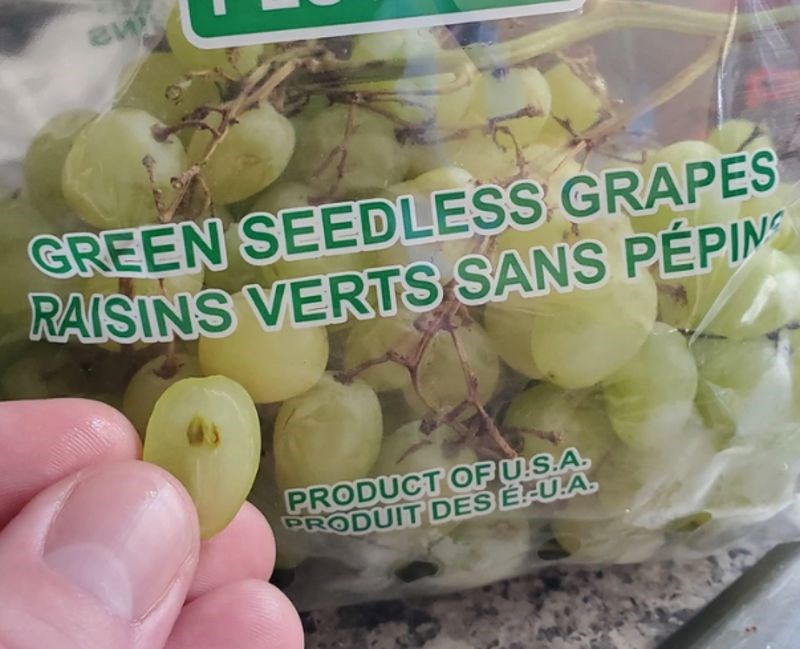 GREEN SEEDLESS GRAPES
RAISINS VERTS SANS PÉPINS
PRODUCT OF U.S.A.
PRODUIT DES É.-U.A.